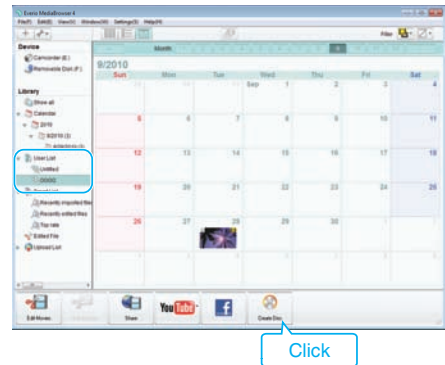 Everio MediaBrowser 4
File(F) Edit(E) View(V) Window(W) Settings(S) Help(H)
Device
Camcorder (E:)
Removable Disk (F:)
Month
9
Filter
Library
Show all
Calendar
2010
9/2010 (3)
User List
Untitled
Smart List
Recently imported files
Recently edited files
Top rate
Edited File
Upload List
9/2010
Sun Mon Tue Wed Thu Fri Sat
Sep 1 2 3 4
5 6 7 8 9 10 11
12 13 14 15 16 17 18
19 20 21 22 23 24 25
26 27 28 29 30
Edit Movies
Share
YouTube
f
Create Disc
Click